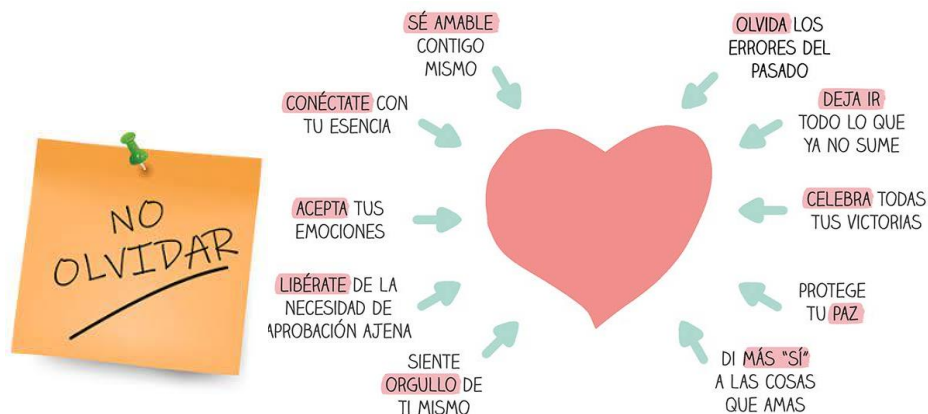 NO
OLVIDAR
SÉ AMABLE
CONTIGO
MISMO
CONÉCTATE CON
TU ESENCIA
ACEPTA TUS
EMOCIONES
LIBÉRATE DE LA
NECESIDAD DE
APROBACIÓN AJENA
SIENTE
ORGULLO DE
TI MISMO
OLVIDA LOS
ERRORES DEL
PASADO
DEJA IR
TODO LO QUE
YA NO SUME
CELEBRA TODAS
TUS VICTORIAS
PROTEGE
TU PAZ
DI MÁS “SÍ”
A LAS COSAS
QUE AMAS